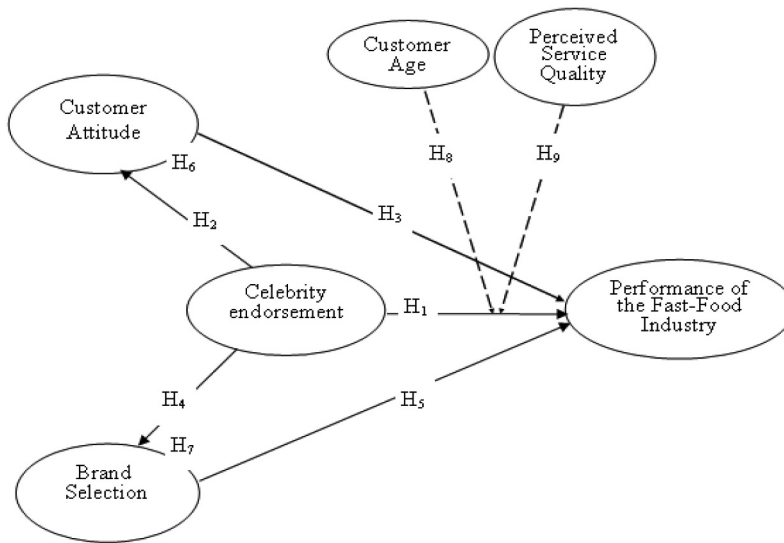 Customer
Age
Perceived
Service
Quality
Customer
Attitude
H₆
H₈
H₉
H₂
H₃
Celebrity
endorsement
H₁
Performance of
the Fast-Food
Industry
H₄
H₅
H₇
Brand
Selection